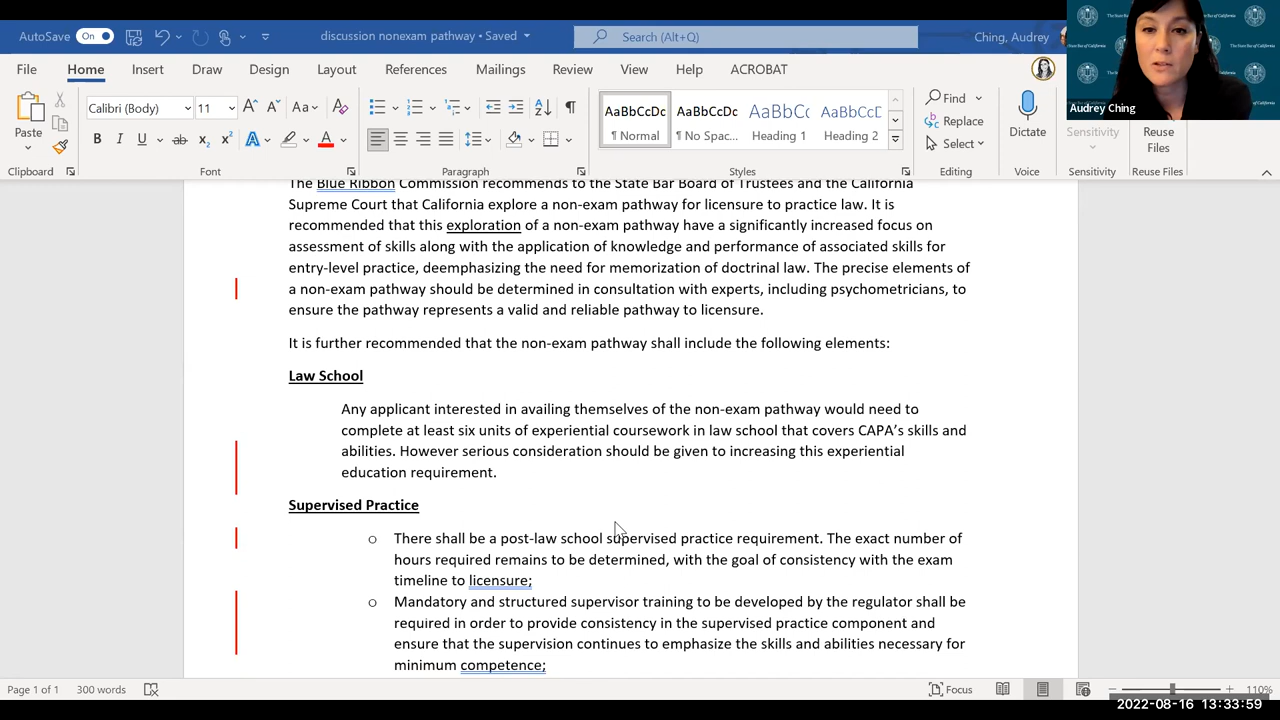 AutoSave On discussion nonexam pathway • Saved Search (Alt+Q) Ching, Audrey
File Home Insert Draw Design Layout References Mailings Review View Help ACROBAT
Paste Clipboard
Calibri (Body) 11 Font
Paragraph
AaBbCcDc AaBbCcDc AaBbCc AaBbCcD
¶ Normal ¶ No Spac... Heading 1 Heading 2
Styles
Find
Replace
Select
Editing
Dictate
Voice
Sensitivity
Sensitivity
Reuse
Files
Reuse Files
Audrey Ching
The Blue Ribbon Commission recommends to the State Bar Board of Trustees and the California
Supreme Court that California explore a non-exam pathway for licensure to practice law. It is
recommended that this exploration of a non-exam pathway have a significantly increased focus on
assessment of skills along with the application of knowledge and performance of associated skills for
entry-level practice, deemphasizing the need for memorization of doctrinal law. The precise elements of
a non-exam pathway should be determined in consultation with experts, including psychometricians, to
ensure the pathway represents a valid and reliable pathway to licensure.
It is further recommended that the non-exam pathway shall include the following elements:
Law School
Any applicant interested in availing themselves of the non-exam pathway would need to
complete at least six units of experiential coursework in law school that covers CAPA's skills and
abilities. However serious consideration should be given to increasing this experiential
education requirement.
Supervised Practice
o There shall be a post-law school supervised practice requirement. The exact number of
hours required remains to be determined, with the goal of consistency with the exam
timeline to licensure;
o Mandatory and structured supervisor training to be developed by the regulator shall be
required in order to provide consistency in the supervised practice component and
ensure that the supervision continues to emphasize the skills and abilities necessary for
minimum competence;
Page 1 of 1 300 words Focus 110%
2022-08-16 13:33:59